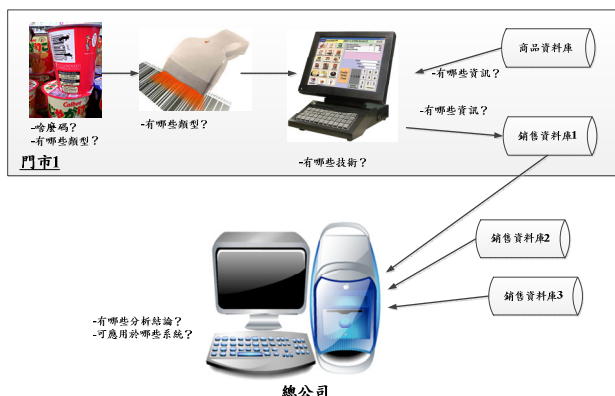 商品資料庫
-有哪些資訊?
-有哪些資訊?
Calbee
-啥麼碼?
-有哪些類型?
-有哪些類型?
銷售資料庫1
門市1
-有哪些技術?
銷售資料庫2
銷售資料庫3
-有哪些分析結論?
-可應用於哪些系統?
總公司